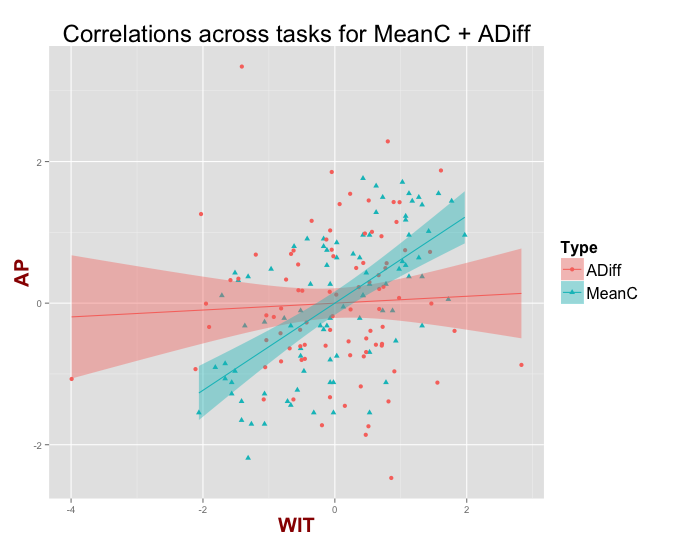 Correlations across tasks for MeanC + ADiff
AP
2
0
-2
-4
-2
0
2
WIT
Type
ADiff
MeanC